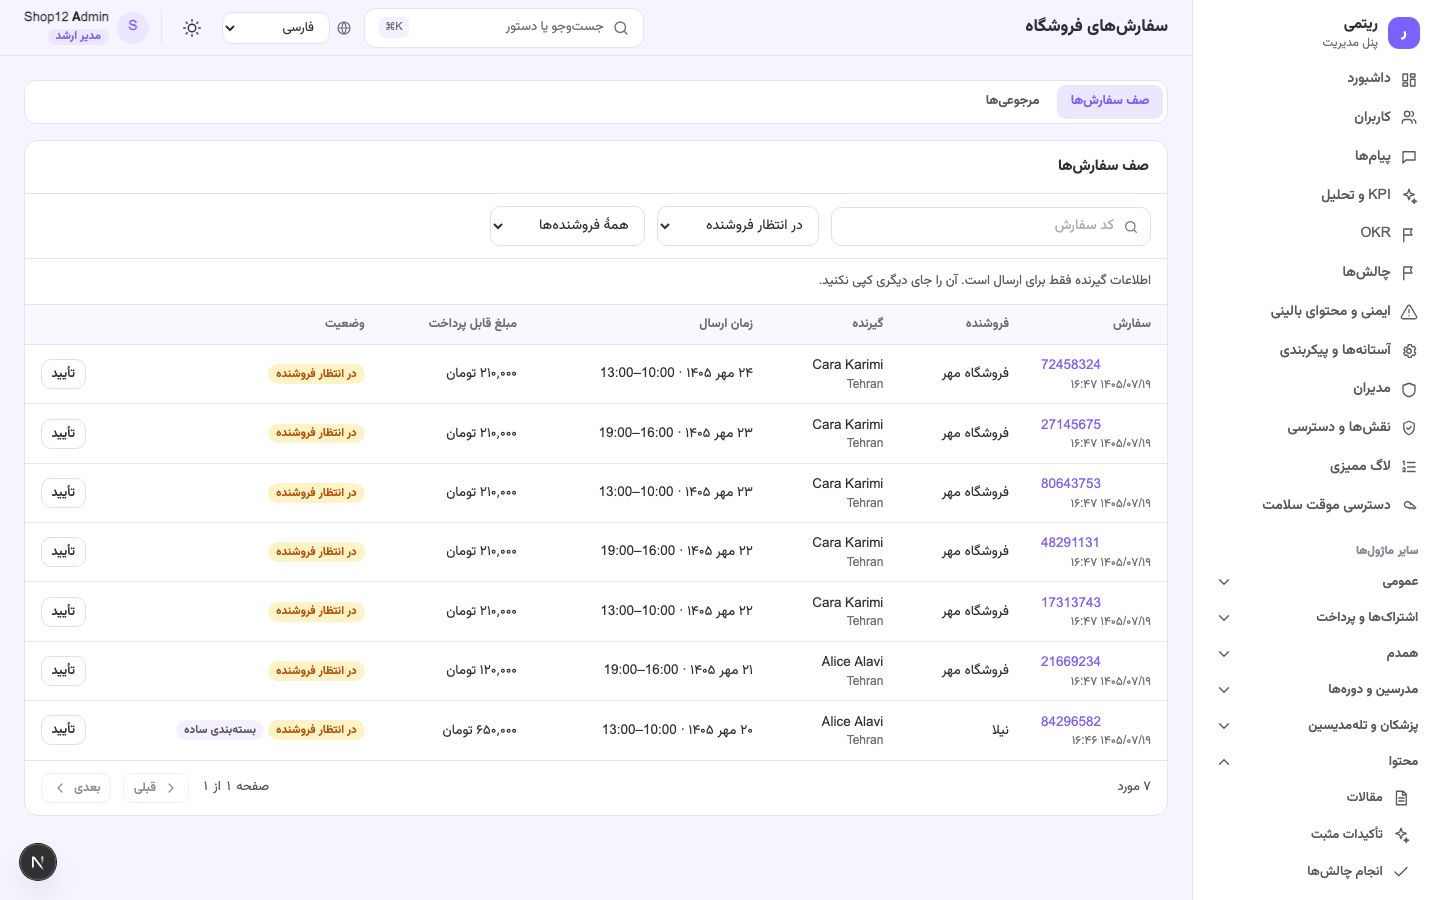 ریتمی
پنل مدیریت
ر
داشبورد
کاربران
پیام‌ها
KPI و تحلیل
OKR
چالش‌ها
ایمنی و محتوای بالینی
آستانه‌ها و پیکربندی
مدیران
نقش‌ها و دسترسی
لاگ ممیزی
دسترسی موقت سلامت
سایر ماژول‌ها
عمومی
اشتراک‌ها و پرداخت
همدم
مدرسین و دوره‌ها
پزشکان و تله‌مدیسین
محتوا
مقالات
تأکیدات مثبت
انجام چالش‌ها
سفارش‌های فروشگاه
جست‌وجو یا دستور
⌘K
فارسی
S
Shop12 Admin
مدیر ارشد
صف سفارش‌ها
مرجوعی‌ها
صف سفارش‌ها
کد سفارش
در انتظار فروشنده
همهٔ فروشنده‌ها
اطلاعات گیرنده فقط برای ارسال است. آن را جای دیگری کپی نکنید.
سفارش فروشنده گیرنده زمان ارسال مبلغ قابل پرداخت وضعیت
72458324 فروشگاه مهر Cara Karimi ۲۴ مهر ۱۴۰۵ · 10:00–13:00 ۲۱۰,۰۰۰ تومان در انتظار فروشنده تأیید
۱۴۰۵/۰۷/۱۹ ۱۶:۴۷ Tehran
27145675 فروشگاه مهر Cara Karimi ۲۳ مهر ۱۴۰۵ · 16:00–19:00 ۲۱۰,۰۰۰ تومان در انتظار فروشنده تأیید
۱۴۰۵/۰۷/۱۹ ۱۶:۴۷ Tehran
80643753 فروشگاه مهر Cara Karimi ۲۳ مهر ۱۴۰۵ · 10:00–13:00 ۲۱۰,۰۰۰ تومان در انتظار فروشنده تأیید
۱۴۰۵/۰۷/۱۹ ۱۶:۴۷ Tehran
48291131 فروشگاه مهر Cara Karimi ۲۲ مهر ۱۴۰۵ · 16:00–19:00 ۲۱۰,۰۰۰ تومان در انتظار فروشنده تأیید
۱۴۰۵/۰۷/۱۹ ۱۶:۴۷ Tehran
17313743 فروشگاه مهر Cara Karimi ۲۲ مهر ۱۴۰۵ · 10:00–13:00 ۲۱۰,۰۰۰ تومان در انتظار فروشنده تأیید
۱۴۰۵/۰۷/۱۹ ۱۶:۴۷ Tehran
21669234 فروشگاه مهر Alice Alavi ۲۱ مهر ۱۴۰۵ · 16:00–19:00 ۱۲۰,۰۰۰ تومان در انتظار فروشنده تأیید
۱۴۰۵/۰۷/۱۹ ۱۶:۴۷ Tehran
84296582 نیلا Alice Alavi ۲۰ مهر ۱۴۰۵ · 10:00–13:00 ۶۵۰,۰۰۰ تومان در انتظار فروشنده بسته‌بندی ساده تأیید
۱۴۰۵/۰۷/۱۹ ۱۶:۴۶ Tehran
۷ مورد
صفحه ۱ از ۱
قبلی
بعدی
N